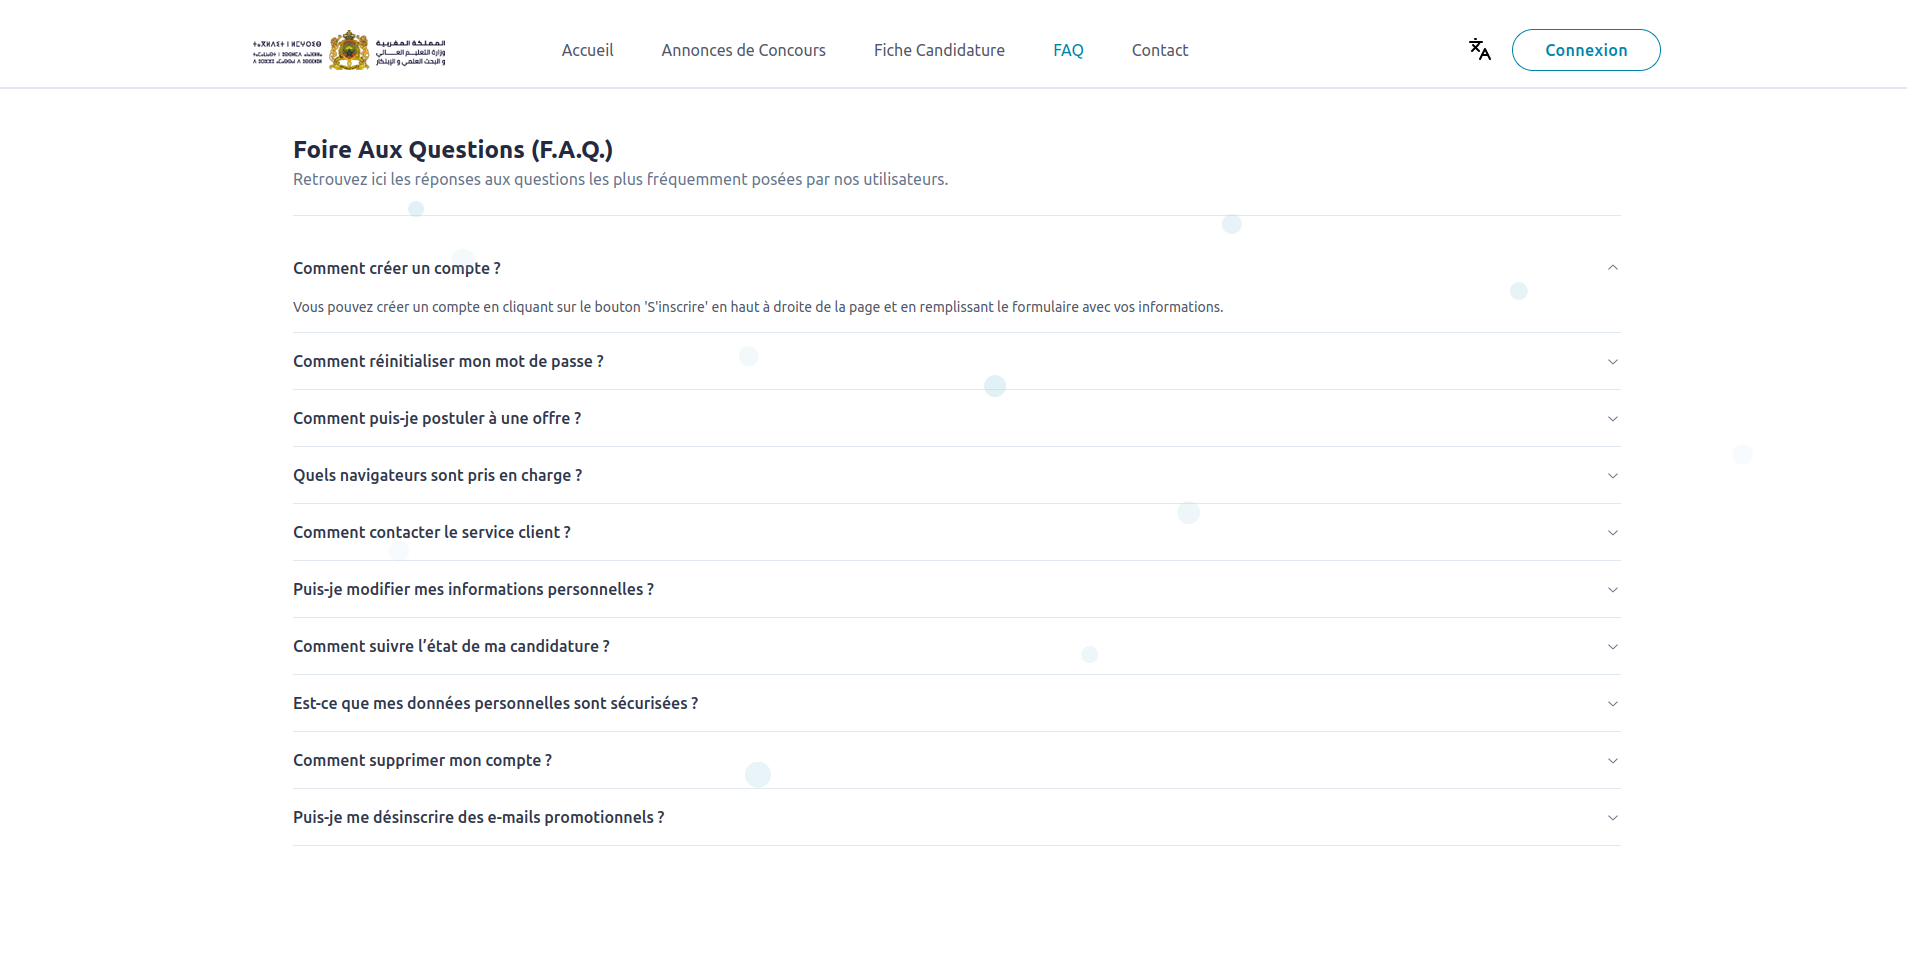 المملكة المغربية
وزارة التعليم العالي
و البحث العلمي و الابتكار
Accueil
Annonces de Concours
Fiche Candidature
FAQ
Contact
Connexion
Foire Aux Questions (F.A.Q.)
Retrouvez ici les réponses aux questions les plus fréquemment posées par nos utilisateurs.
Comment créer un compte ?
Vous pouvez créer un compte en cliquant sur le bouton 'S'inscrire' en haut à droite de la page et en remplissant le formulaire avec vos informations.
Comment réinitialiser mon mot de passe ?
Comment puis-je postuler à une offre ?
Quels navigateurs sont pris en charge ?
Comment contacter le service client ?
Puis-je modifier mes informations personnelles ?
Comment suivre l’état de ma candidature ?
Est-ce que mes données personnelles sont sécurisées ?
Comment supprimer mon compte ?
Puis-je me désinscrire des e-mails promotionnels ?